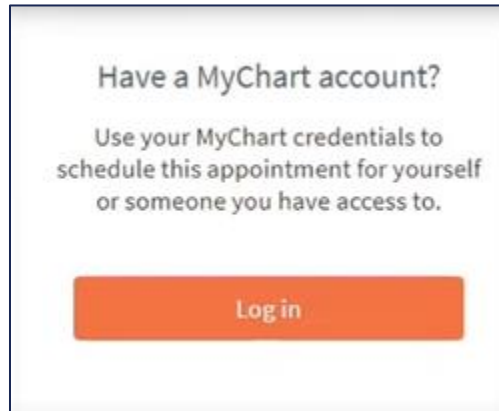 Have a MyChart account?
Use your MyChart credentials to
schedule this appointment for yourself
or someone you have access to.
Log in